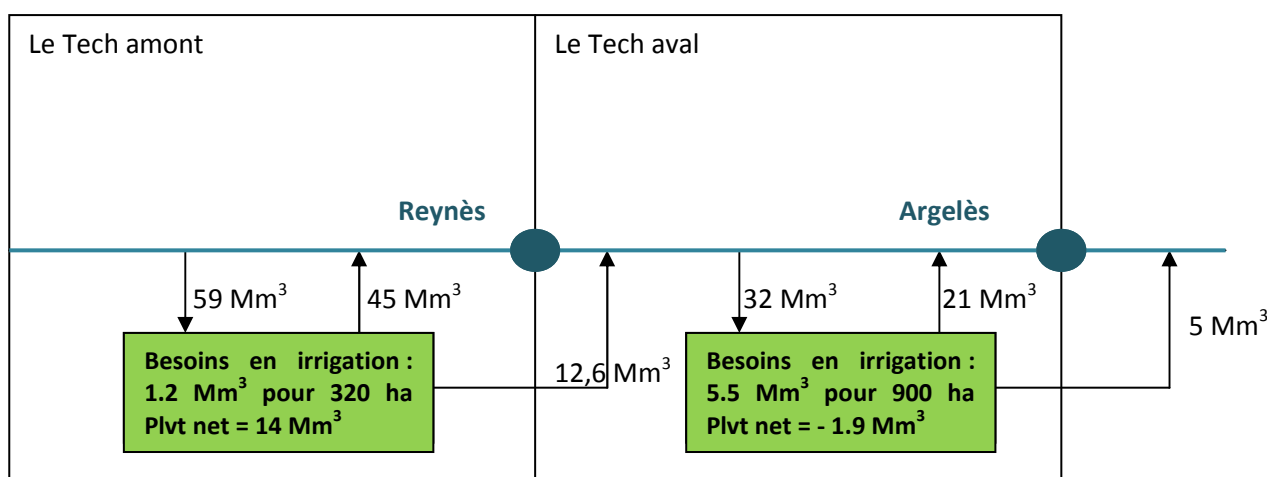 Le Tech amont
Le Tech aval
Reynès
Argelès
59 Mm³
45 Mm³
32 Mm³
21 Mm³
5 Mm³
Besoins en irrigation :
1.2 Mm³ pour 320 ha
Plvt net = 14 Mm³
12,6 Mm³
Besoins en irrigation :
5.5 Mm³ pour 900 ha
Plvt net = - 1.9 Mm³